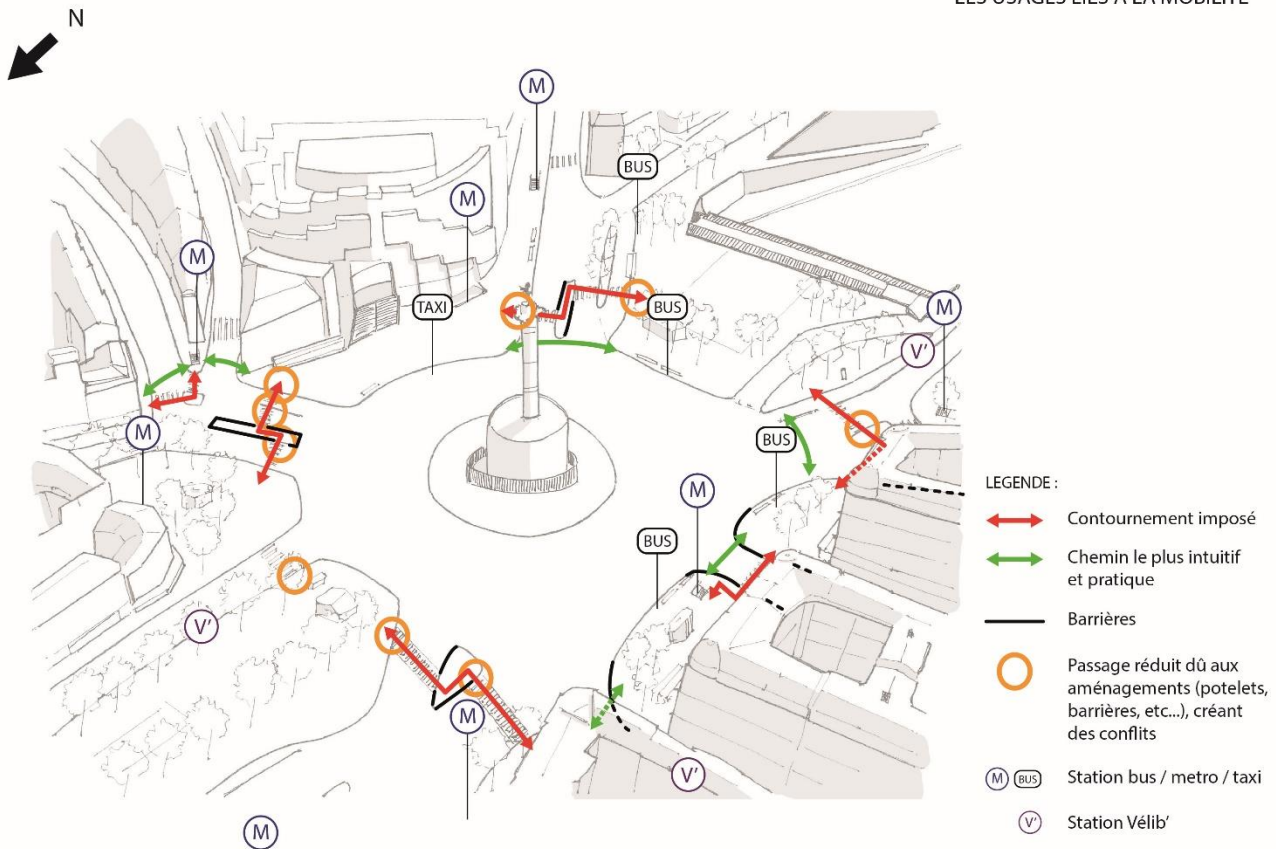 LES USAGES LIÉS À LA MOBILITÉ
N
M
BUS
M
M
TAXI
BUS
M
V'
M
BUS
M
BUS
V'
M
V'
M
LEGENDE :
Contournement imposé
Chemin le plus intuitif
et pratique
Barrières
Passage réduit dû aux
aménagements (potelets,
barrières, etc...), créant
des conflits
M BUS Station bus / metro / taxi
V' Station Vélib'